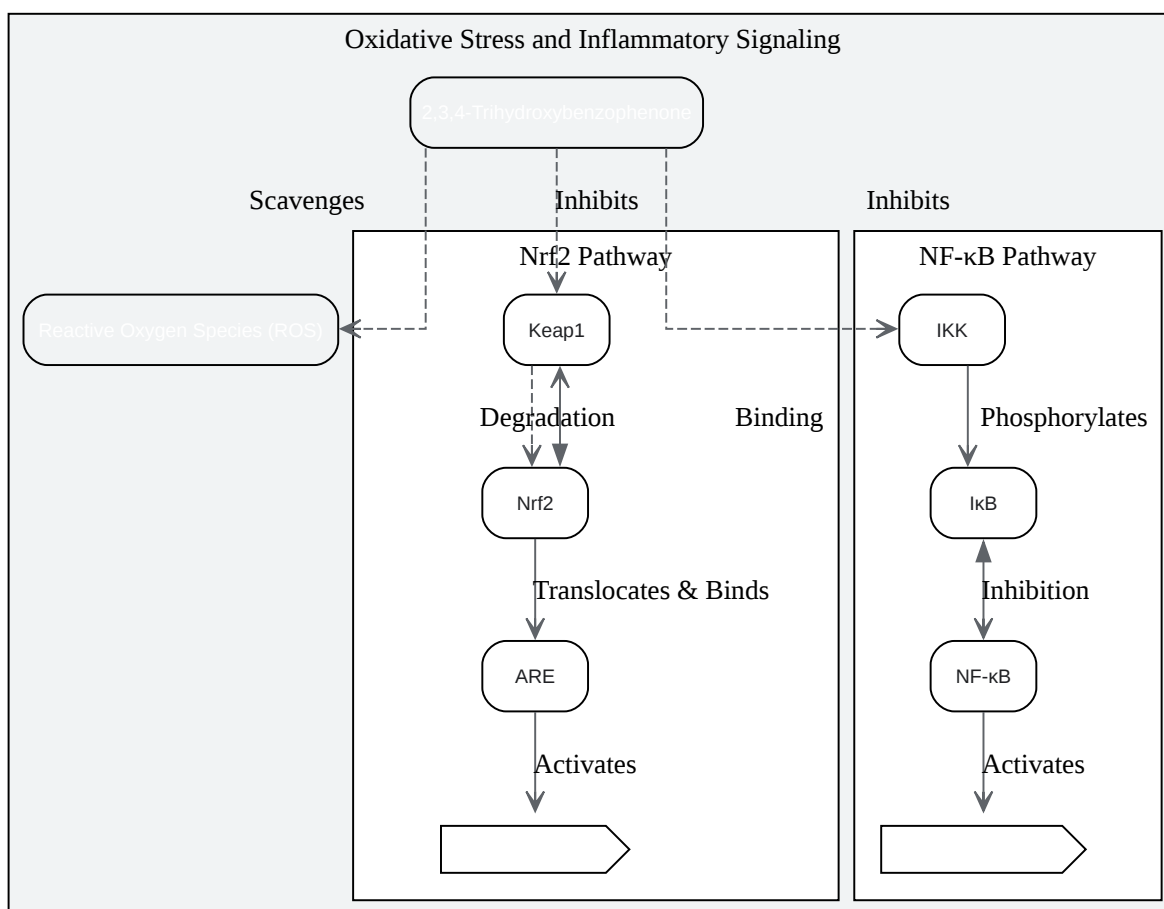 Oxidative Stress and Inflammatory Signaling
2,3,4-Trihydroxybenzophenone
Scavenges
Inhibits
Inhibits
Nrf2 Pathway
NF-κB Pathway
Reactive Oxygen Species (ROS)
Keap1
IKK
Degradation
Binding
Phosphorylates
Nrf2
IκB
Translocates & Binds
Inhibition
ARE
NF-κB
Activates
Activates